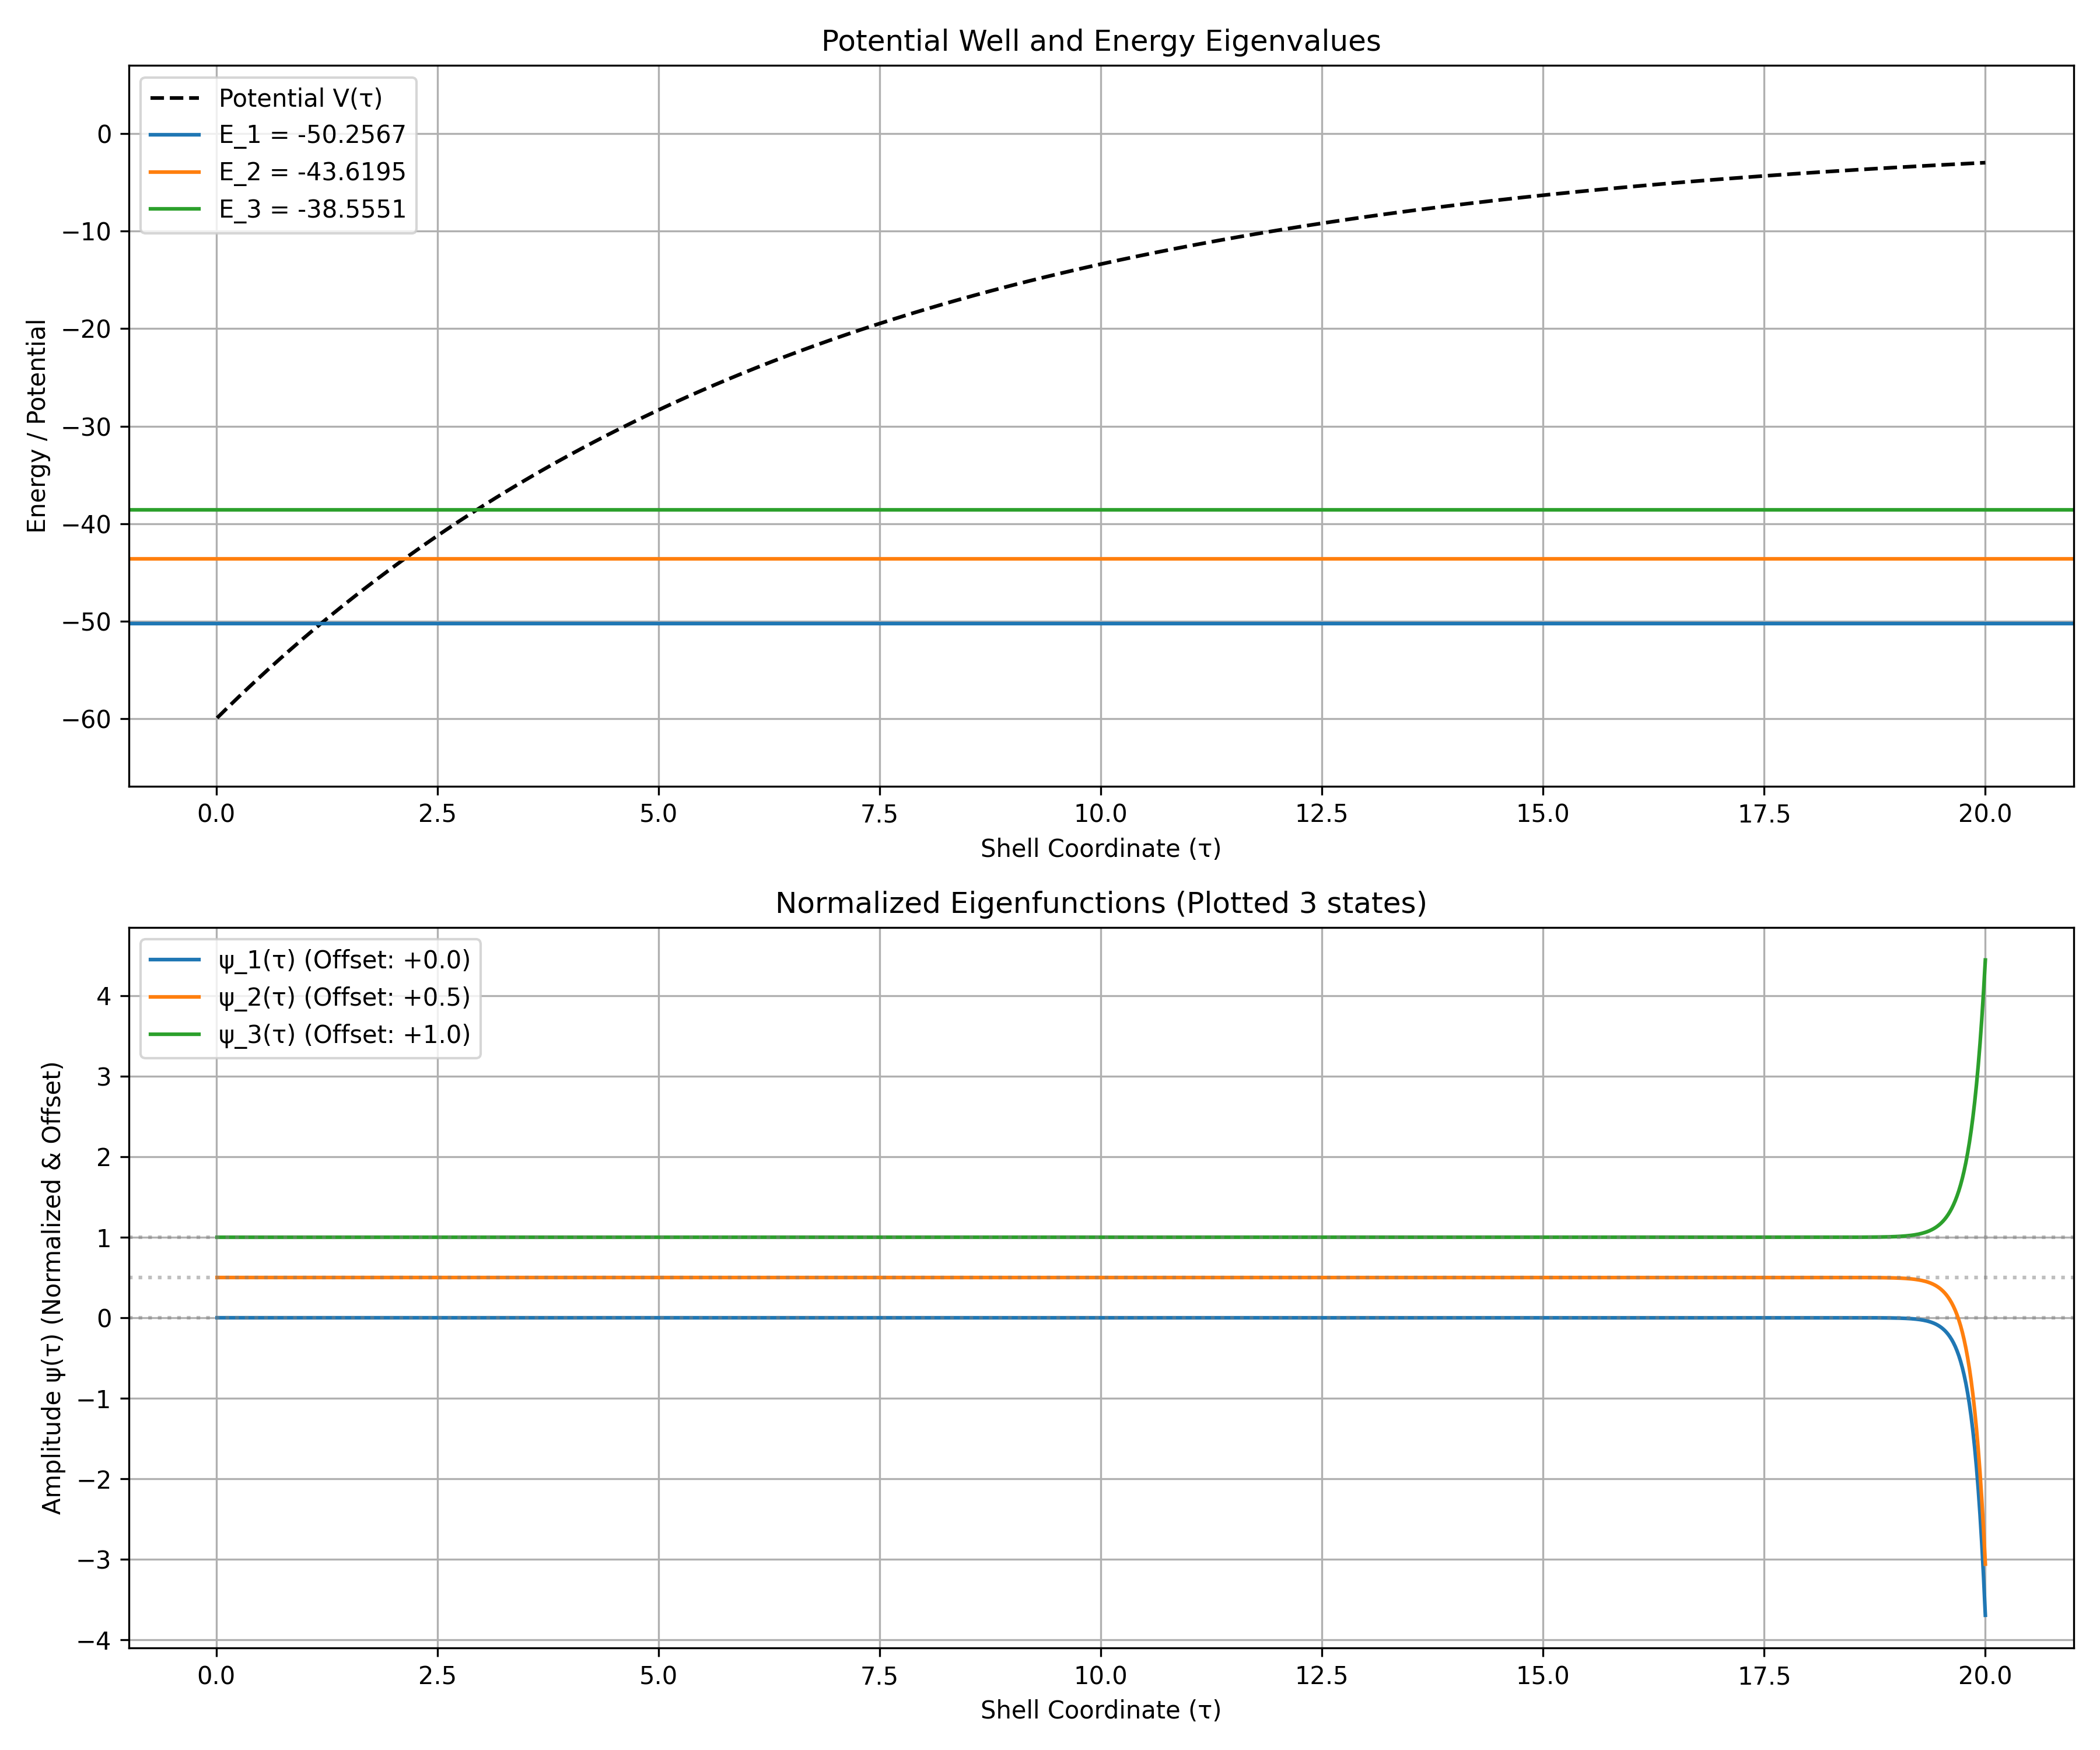 Potential Well and Energy Eigenvalues
Energy / Potential
0
−10
−20
−30
−40
−50
−60
Potential V(τ)
E_1 = -50.2567
E_2 = -43.6195
E_3 = -38.5551
0.0 2.5 5.0 7.5 10.0 12.5 15.0 17.5 20.0
Shell Coordinate (τ)
Normalized Eigenfunctions (Plotted 3 states)
Amplitude ψ(τ) (Normalized & Offset)
4
3
2
1
0
−1
−2
−3
−4
ψ_1(τ) (Offset: +0.0)
ψ_2(τ) (Offset: +0.5)
ψ_3(τ) (Offset: +1.0)
0.0 2.5 5.0 7.5 10.0 12.5 15.0 17.5 20.0
Shell Coordinate (τ)